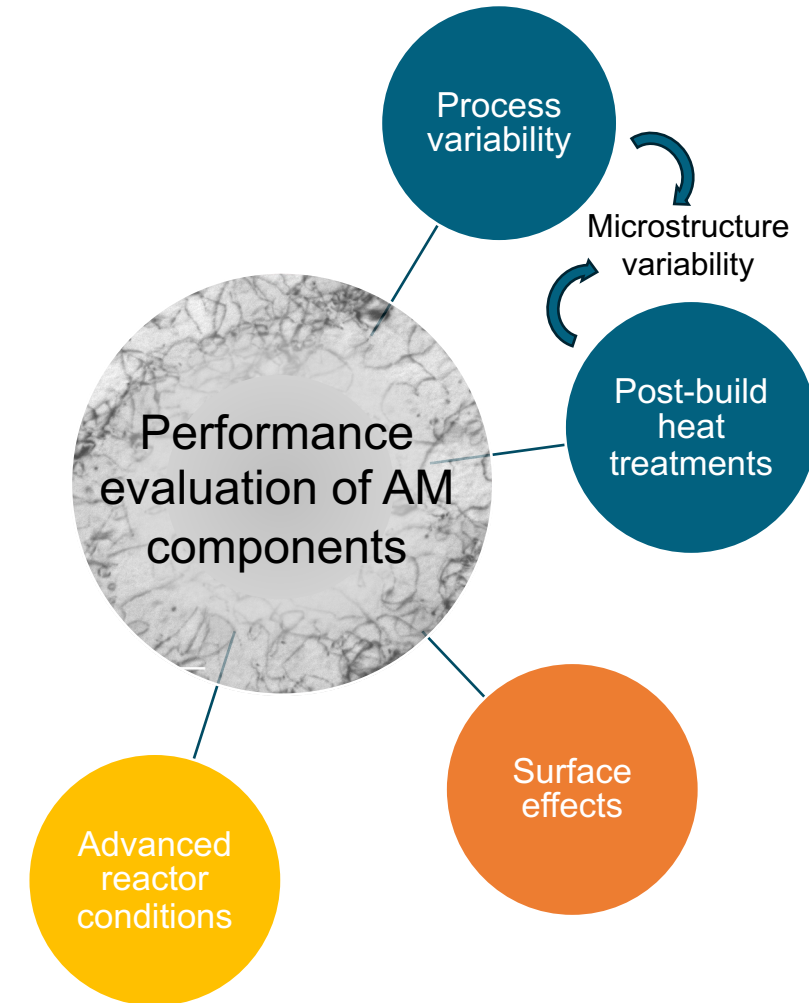 Process
variability
Microstructure
variability
Post-build
heat
treatments
Performance
evaluation of AM
components
Surface
effects
Advanced
reactor
conditions